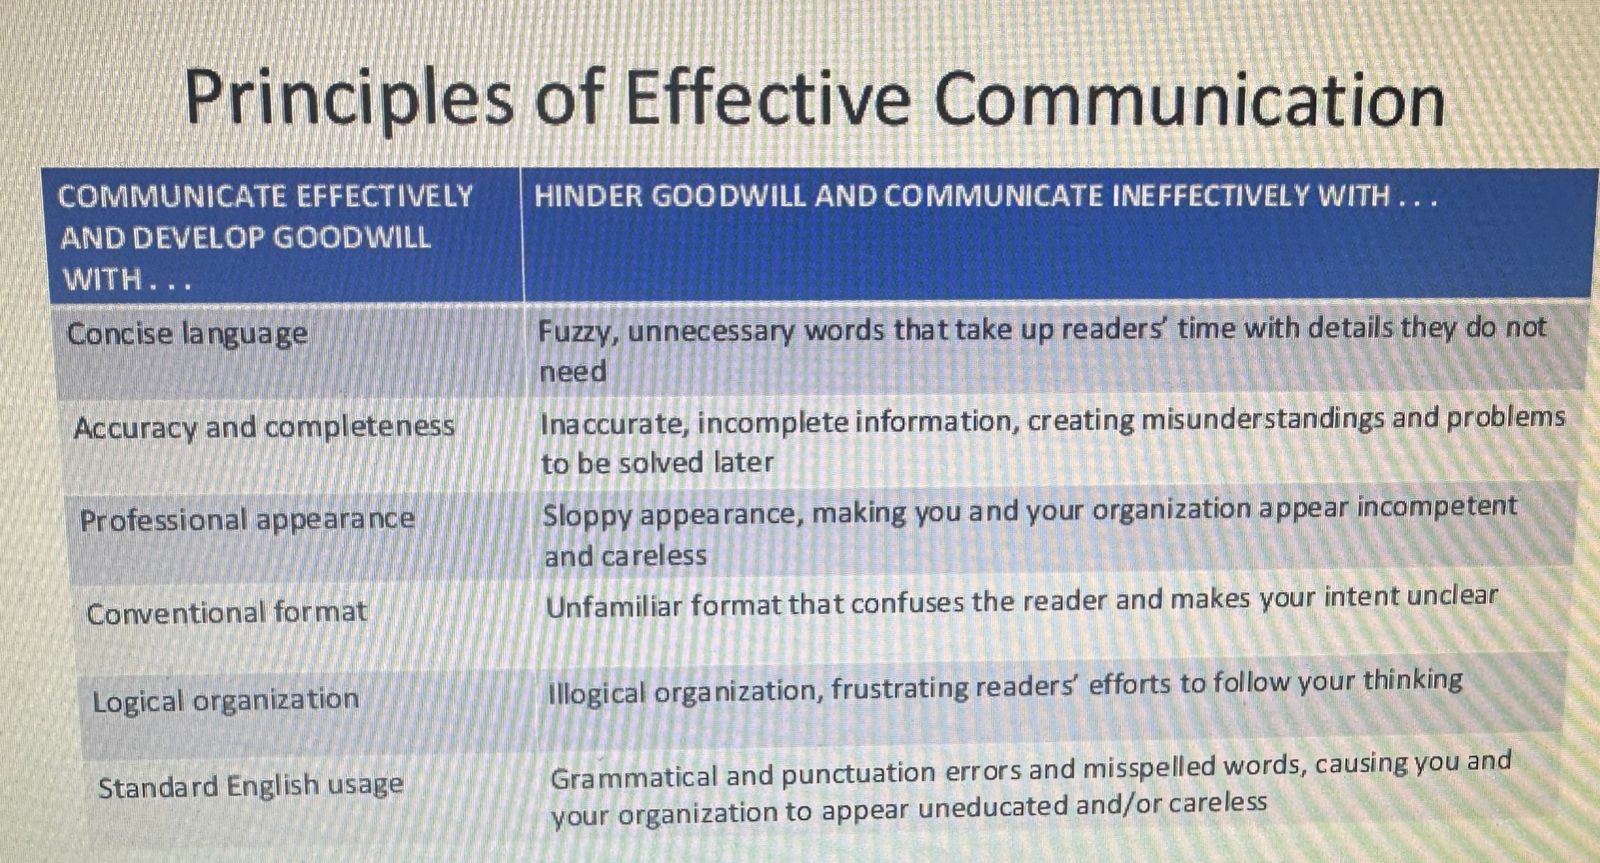 Principles of Effective Communication
COMMUNICATE EFFECTIVELY
AND DEVELOP GOODWILL
WITH . . .
HINDER GOODWILL AND COMMUNICATE INEFFECTIVELY WITH . . .
Concise language
Fuzzy, unnecessary words that take up readers’ time with details they do not
need
Accuracy and completeness
Inaccurate, incomplete information, creating misunderstandings and problems
to be solved later
Professional appearance
Sloppy appearance, making you and your organization appear incompetent
and careless
Conventional format
Unfamiliar format that confuses the reader and makes your intent unclear
Logical organization
Illogical organization, frustrating readers’ efforts to follow your thinking
Standard English usage
Grammatical and punctuation errors and misspelled words, causing you and
your organization to appear uneducated and/or careless